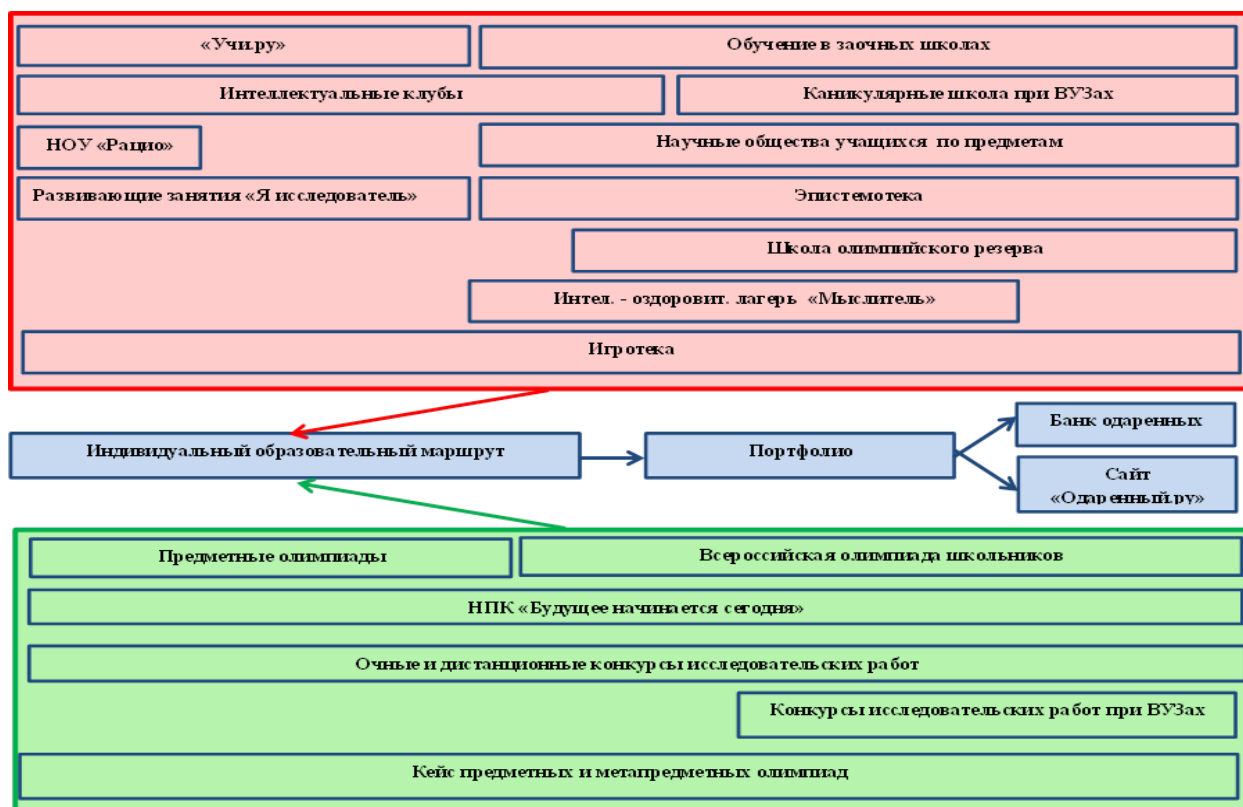 «Учи.ру»
Обучение в заочных школах
Интеллектуальные клубы
Каникулярные школа при ВУЗах
НОУ «Рацио»
Научные общества учащихся по предметам
Развивающие занятия «Я исследователь»
Эпистемотека
Школа олимпийского резерва
Интел. - оздоровит. лагерь «Мыслитель»
Игротека
Индивидуальный образовательный маршрут
Портфолио
Банк одаренных
Сайт
«Одаренный.ру»
Предметные олимпиады
Всероссийская олимпиада школьников
НПК «Будущее начинается сегодня»
Очные и дистанционные конкурсы исследовательских работ
Конкурсы исследовательских работ при ВУЗах
Кейс предметных и метапредметных олимпиад